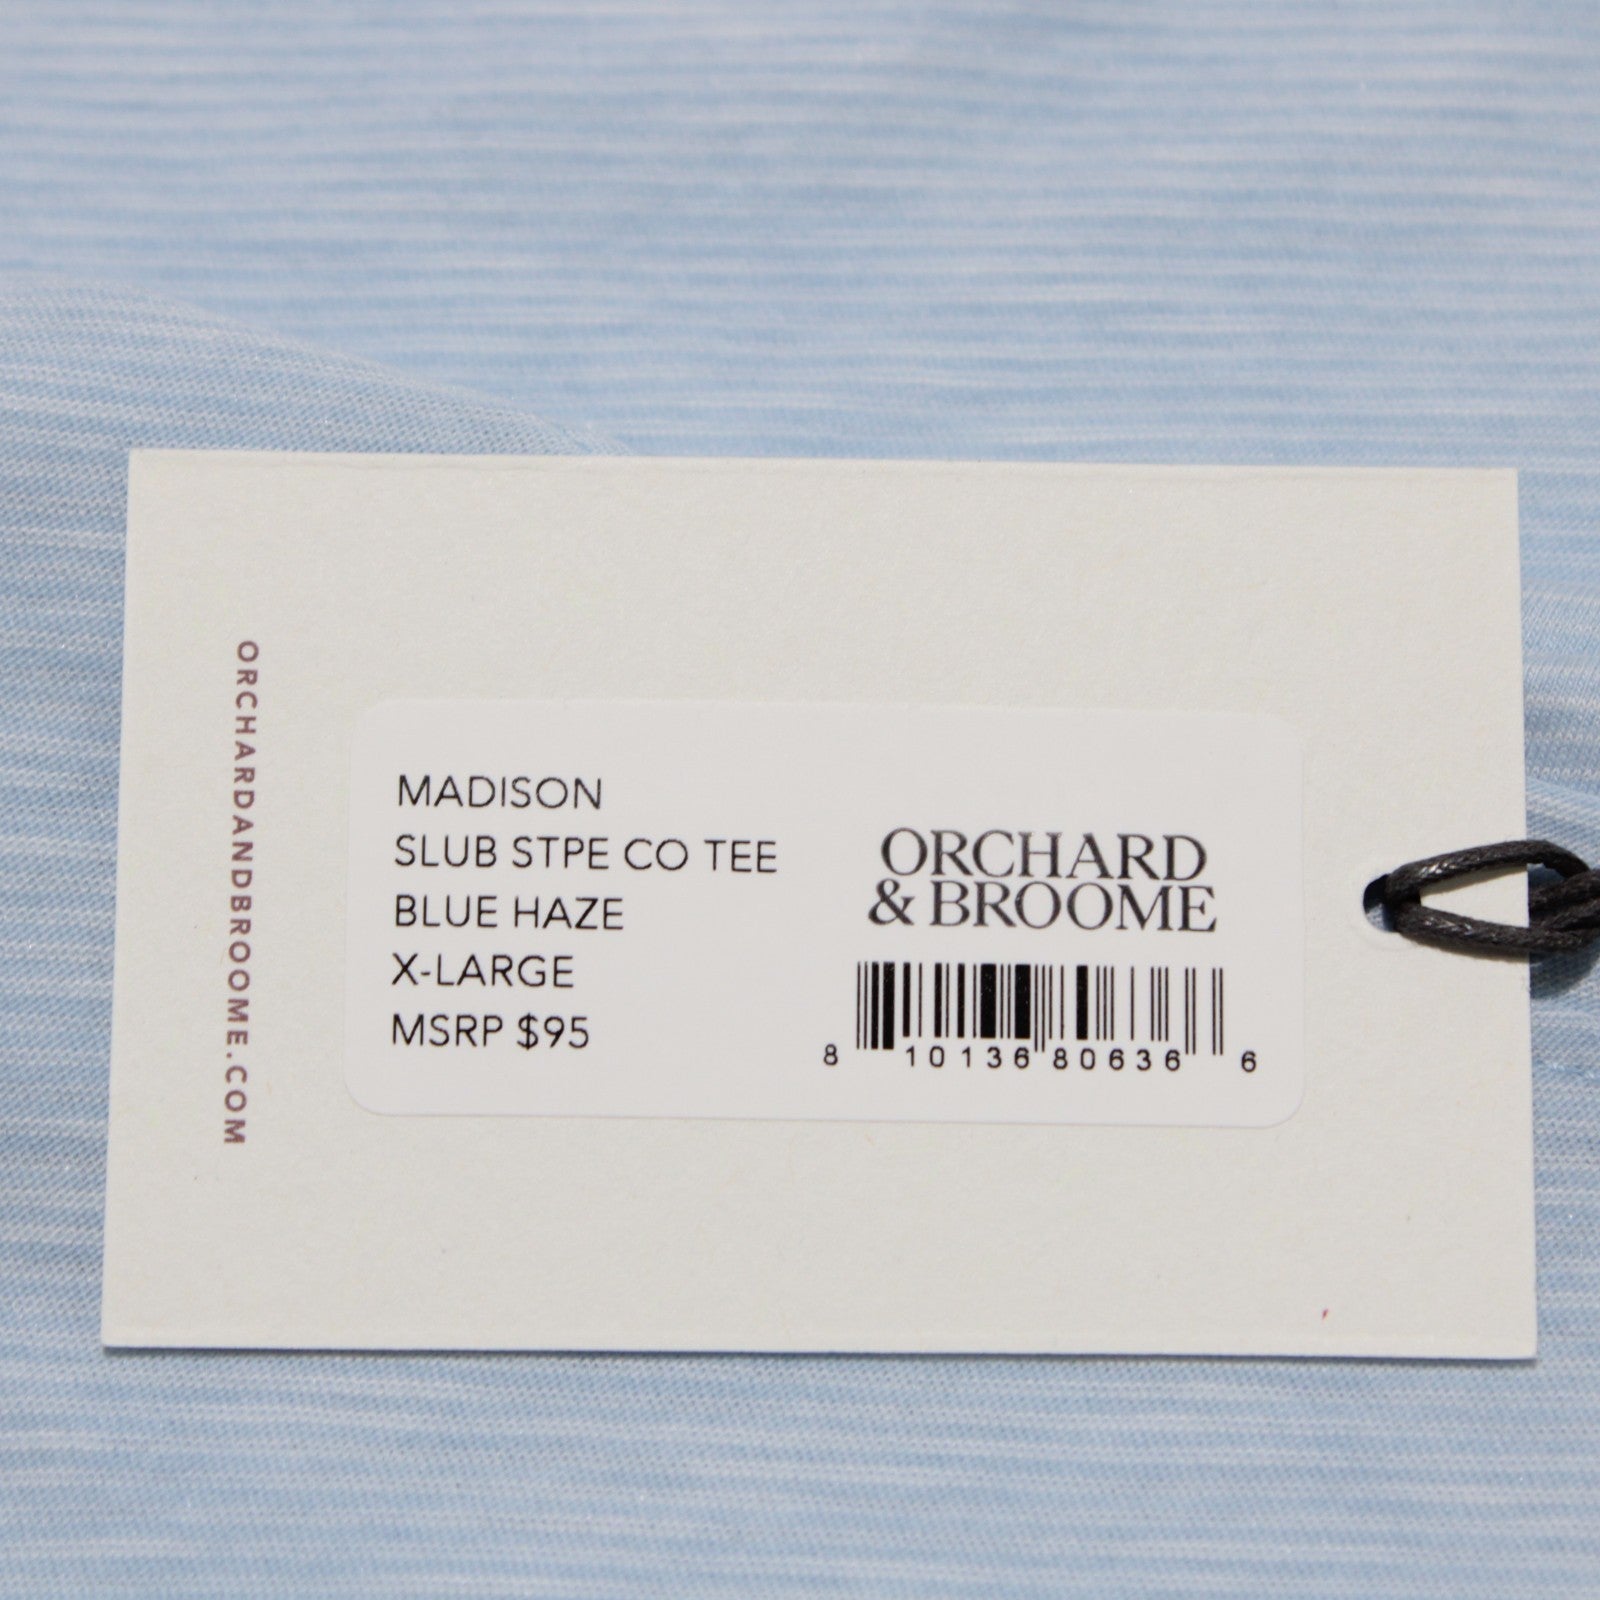 ORCHARDANDBROOME.COM
MADISON
SLUB STPE CO TEE
BLUE HAZE
X-LARGE
MSRP $95
ORCHARD
& BROOME
8 10136 80636 6